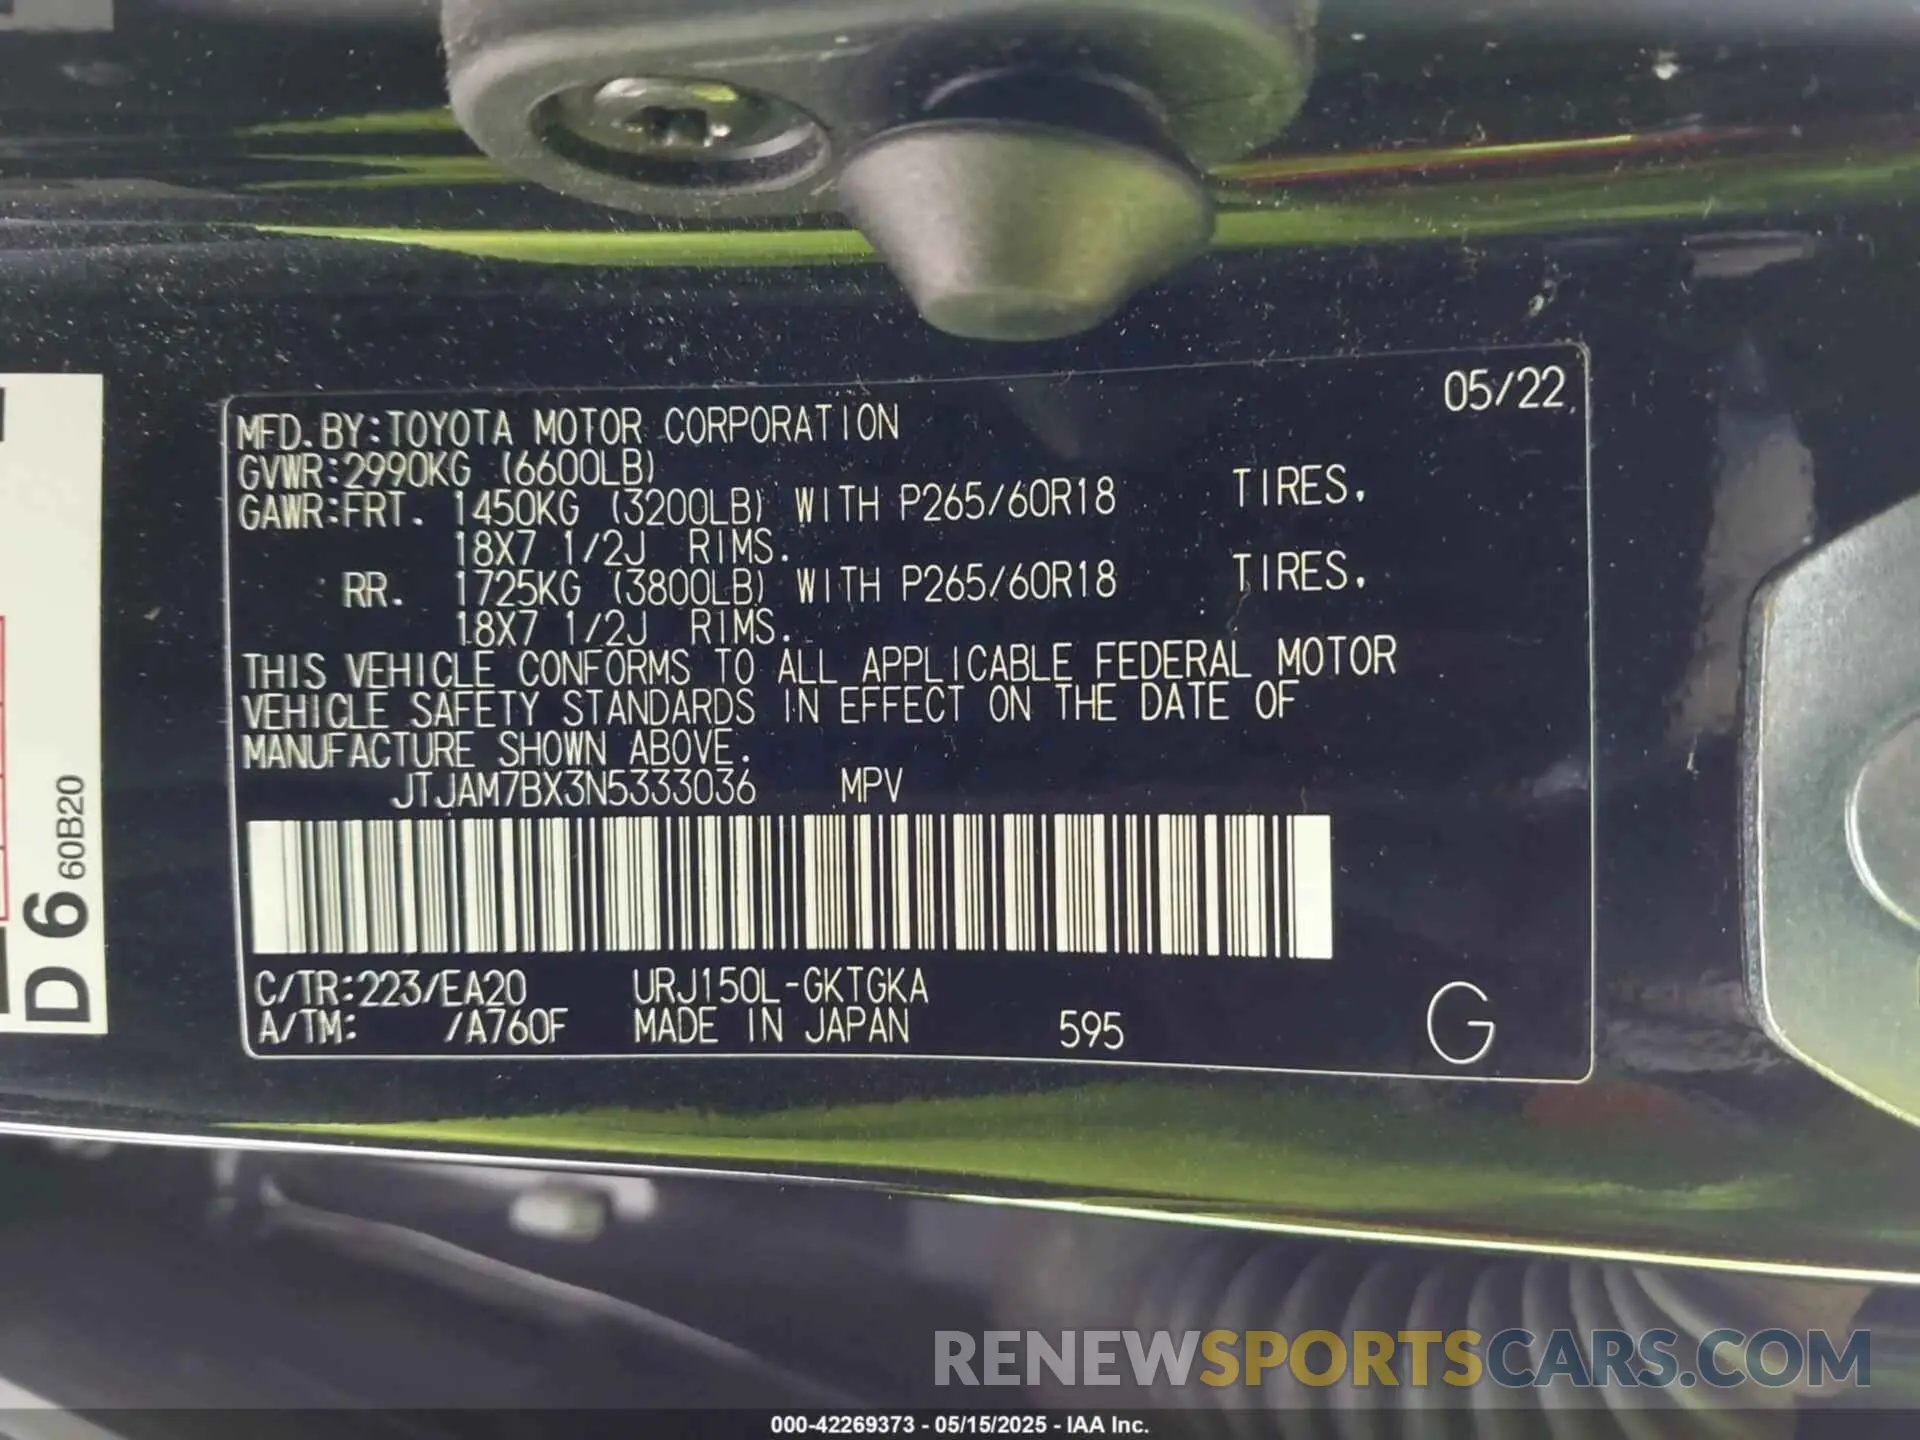 05/22
MFD.BY:TOYOTA MOTOR CORPORATION
GVWR:2990KG (6600LB)
GAWR:FRT. 1450KG (3200LB) WITH P265/60R18 TIRES.
18X7 1/2J RIMS.
RR. 1725KG (3800LB) WITH P265/60R18 TIRES.
18X7 1/2J RIMS.
THIS VEHICLE CONFORMS TO ALL APPLICABLE FEDERAL MOTOR
VEHICLE SAFETY STANDARDS IN EFFECT ON THE DATE OF
MANUFACTURE SHOWN ABOVE.
JTJAM7BX3N5333036 MPV
C/TR:223/EA20 URJ150L-GKTGKA
A/TM: /A760F MADE IN JAPAN 595 G
D6 60B20
RENEWSPORTSCARS.COM
000-42269373 - 05/15/2025 - IAA Inc.